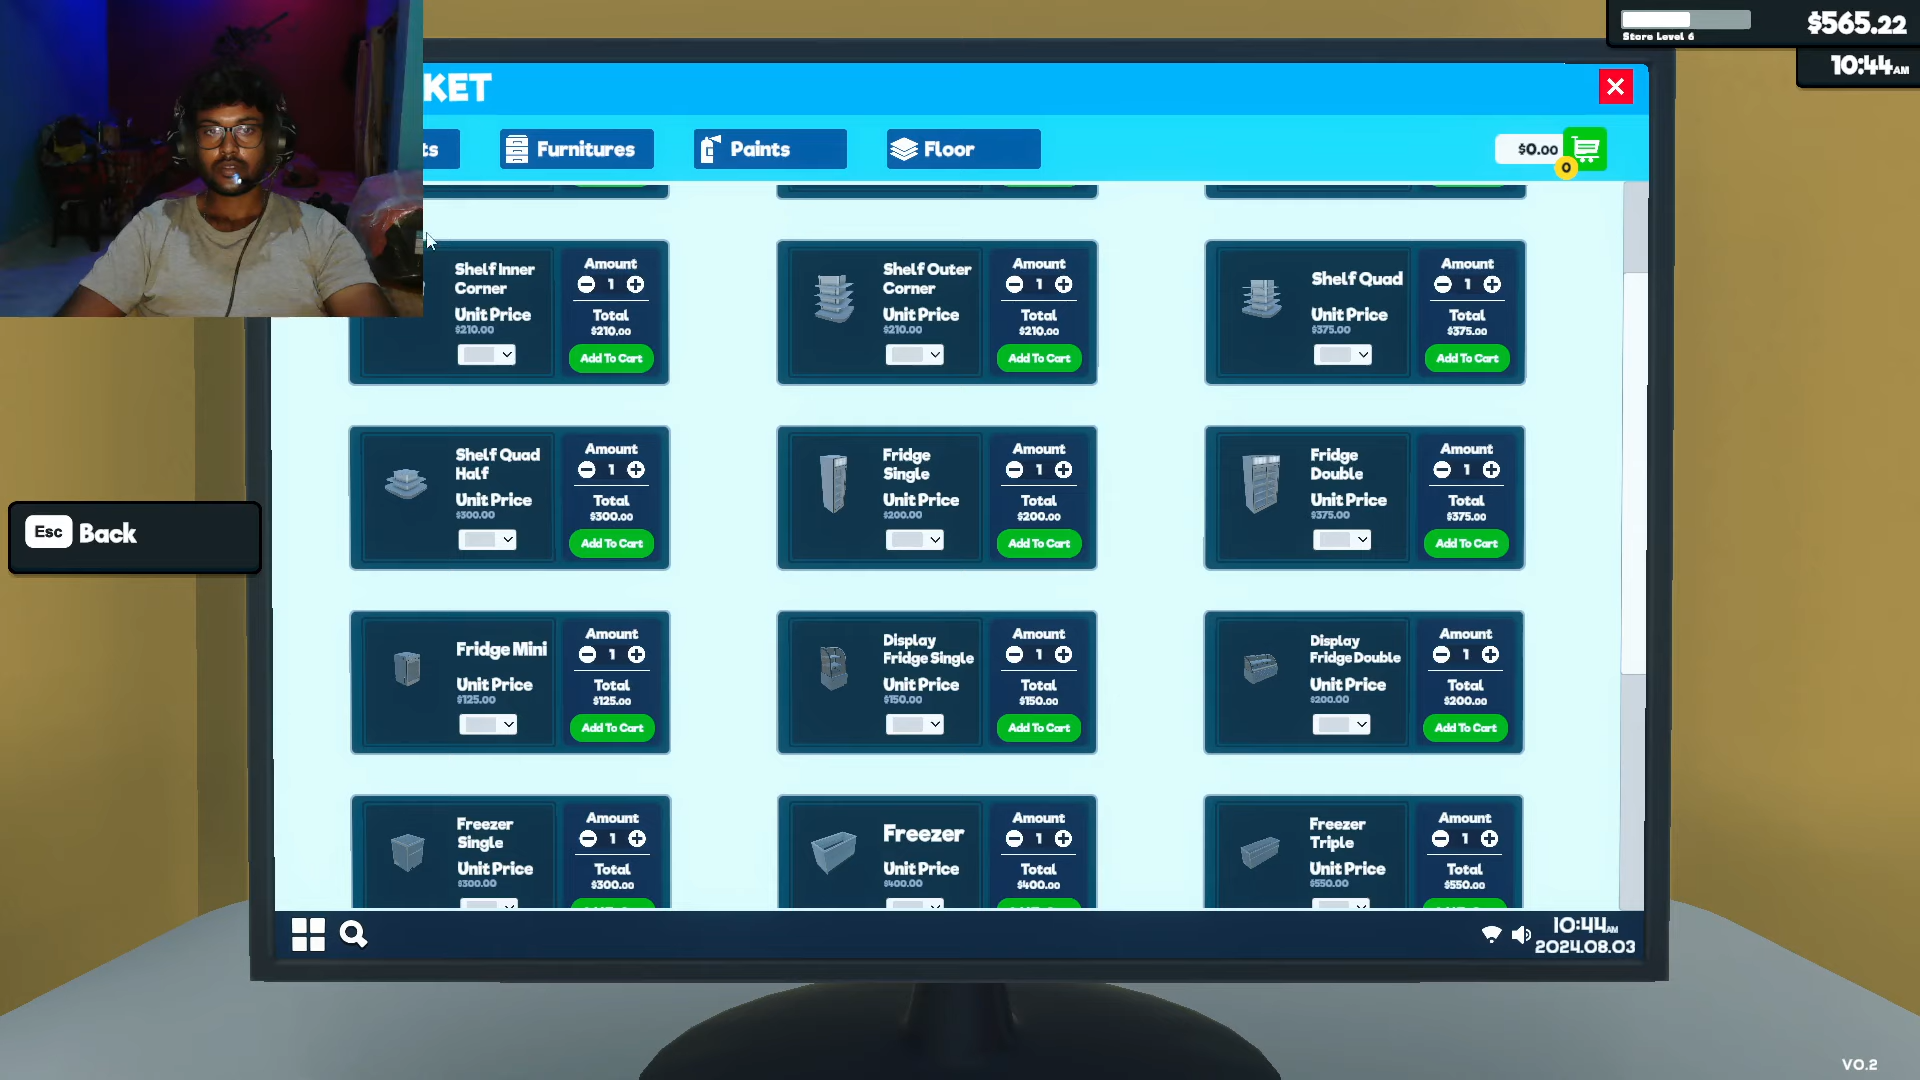 $565.22
Store Level 6
10:44AM
KET
ts
Furnitures
Paints
Floor
$0.00
0
Shelf Inner Corner
Unit Price
$210.00
Amount
1
Total
$210.00
Add To Cart
Shelf Outer Corner
Unit Price
$210.00
Amount
1
Total
$210.00
Add To Cart
Shelf Quad
Unit Price
$375.00
Amount
1
Total
$375.00
Add To Cart
Shelf Quad Half
Unit Price
$300.00
Amount
1
Total
$300.00
Add To Cart
Fridge Single
Unit Price
$200.00
Amount
1
Total
$200.00
Add To Cart
Fridge Double
Unit Price
$375.00
Amount
1
Total
$375.00
Add To Cart
Esc Back
Fridge Mini
Unit Price
$125.00
Amount
1
Total
$125.00
Add To Cart
Display Fridge Single
Unit Price
$150.00
Amount
1
Total
$150.00
Add To Cart
Display Fridge Double
Unit Price
$200.00
Amount
1
Total
$200.00
Add To Cart
Freezer Single
Unit Price
$300.00
Amount
1
Total
$300.00
Freezer
Unit Price
$400.00
Amount
1
Total
$400.00
Freezer Triple
Unit Price
$550.00
Amount
1
Total
$550.00
10:44AM
2024.08.03
V0.2